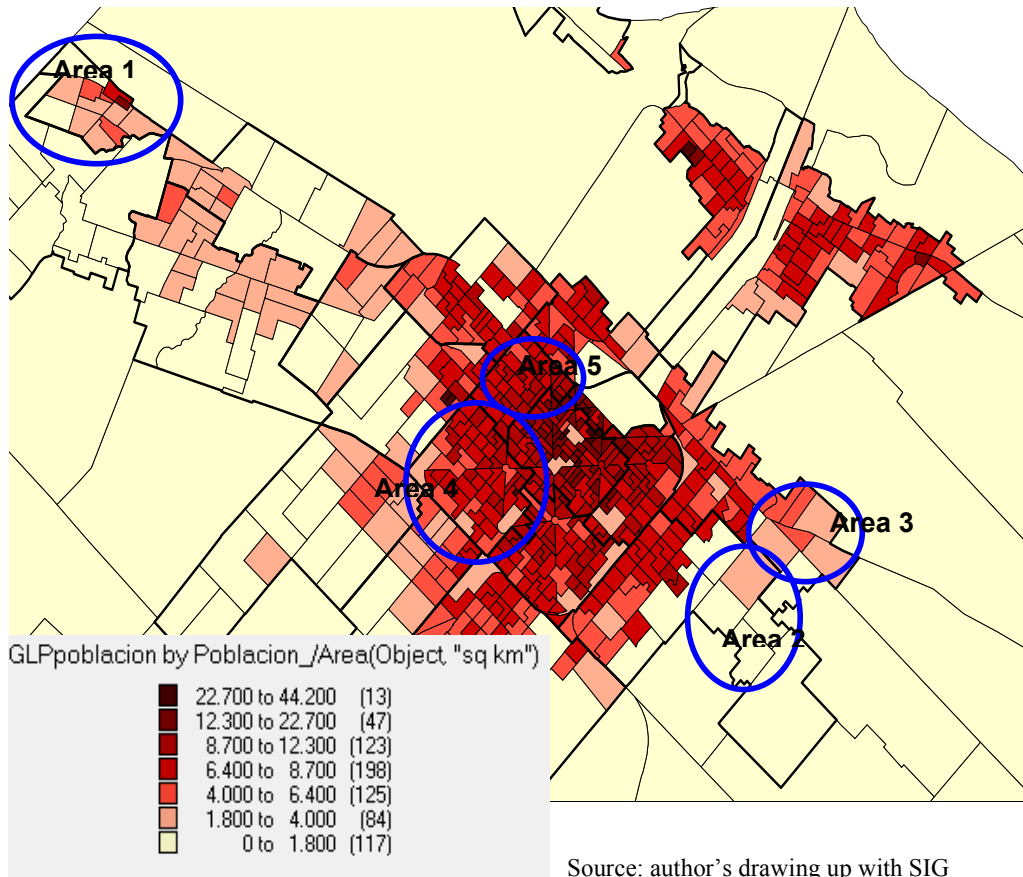 Area 1
Area 5
Area 4
Area 3
Area 2
GLPpoblacion by Poblacion_/Area(Object, "sq km")
22.700 to 44.200 (13)
12.300 to 22.700 (47)
8.700 to 12.300 (123)
6.400 to 8.700 (198)
4.000 to 6.400 (125)
1.800 to 4.000 (84)
0 to 1.800 (117)
Source: author's drawing up with SIG